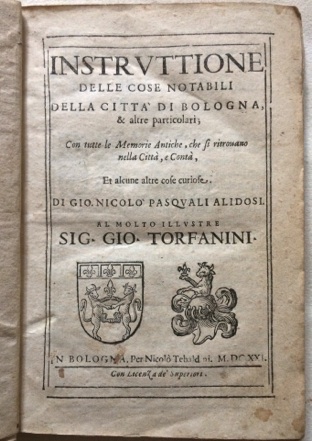 INSTRVTTIONE
DELLE COSE NOTABILI
DELLA CITTA' DI BOLOGNA,
& altre particolari;
Con tutte le Memorie Antiche, che si ritrouano
nella Città, e Contà,
Et alcune altre cose curiose.
DI GIO. NICOLO' PASQVALI ALIDOSI.
AL MOLTO ILLVSTRE
SIG. GIO. TORFANINI.
IN BOLOGNA, Per Nicolò Tebaldini. M.DC.XXI.
Con Licenza de' Superiori.